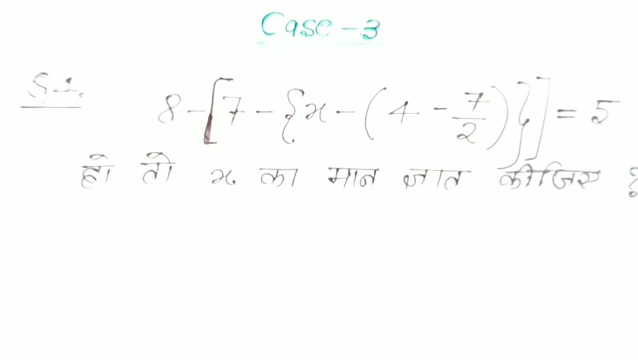 Case-3
Q.1. 8 - [7 - {x - (4 - 7/2)}] = 5
हो तो x का मान ज्ञात कीजिए ?